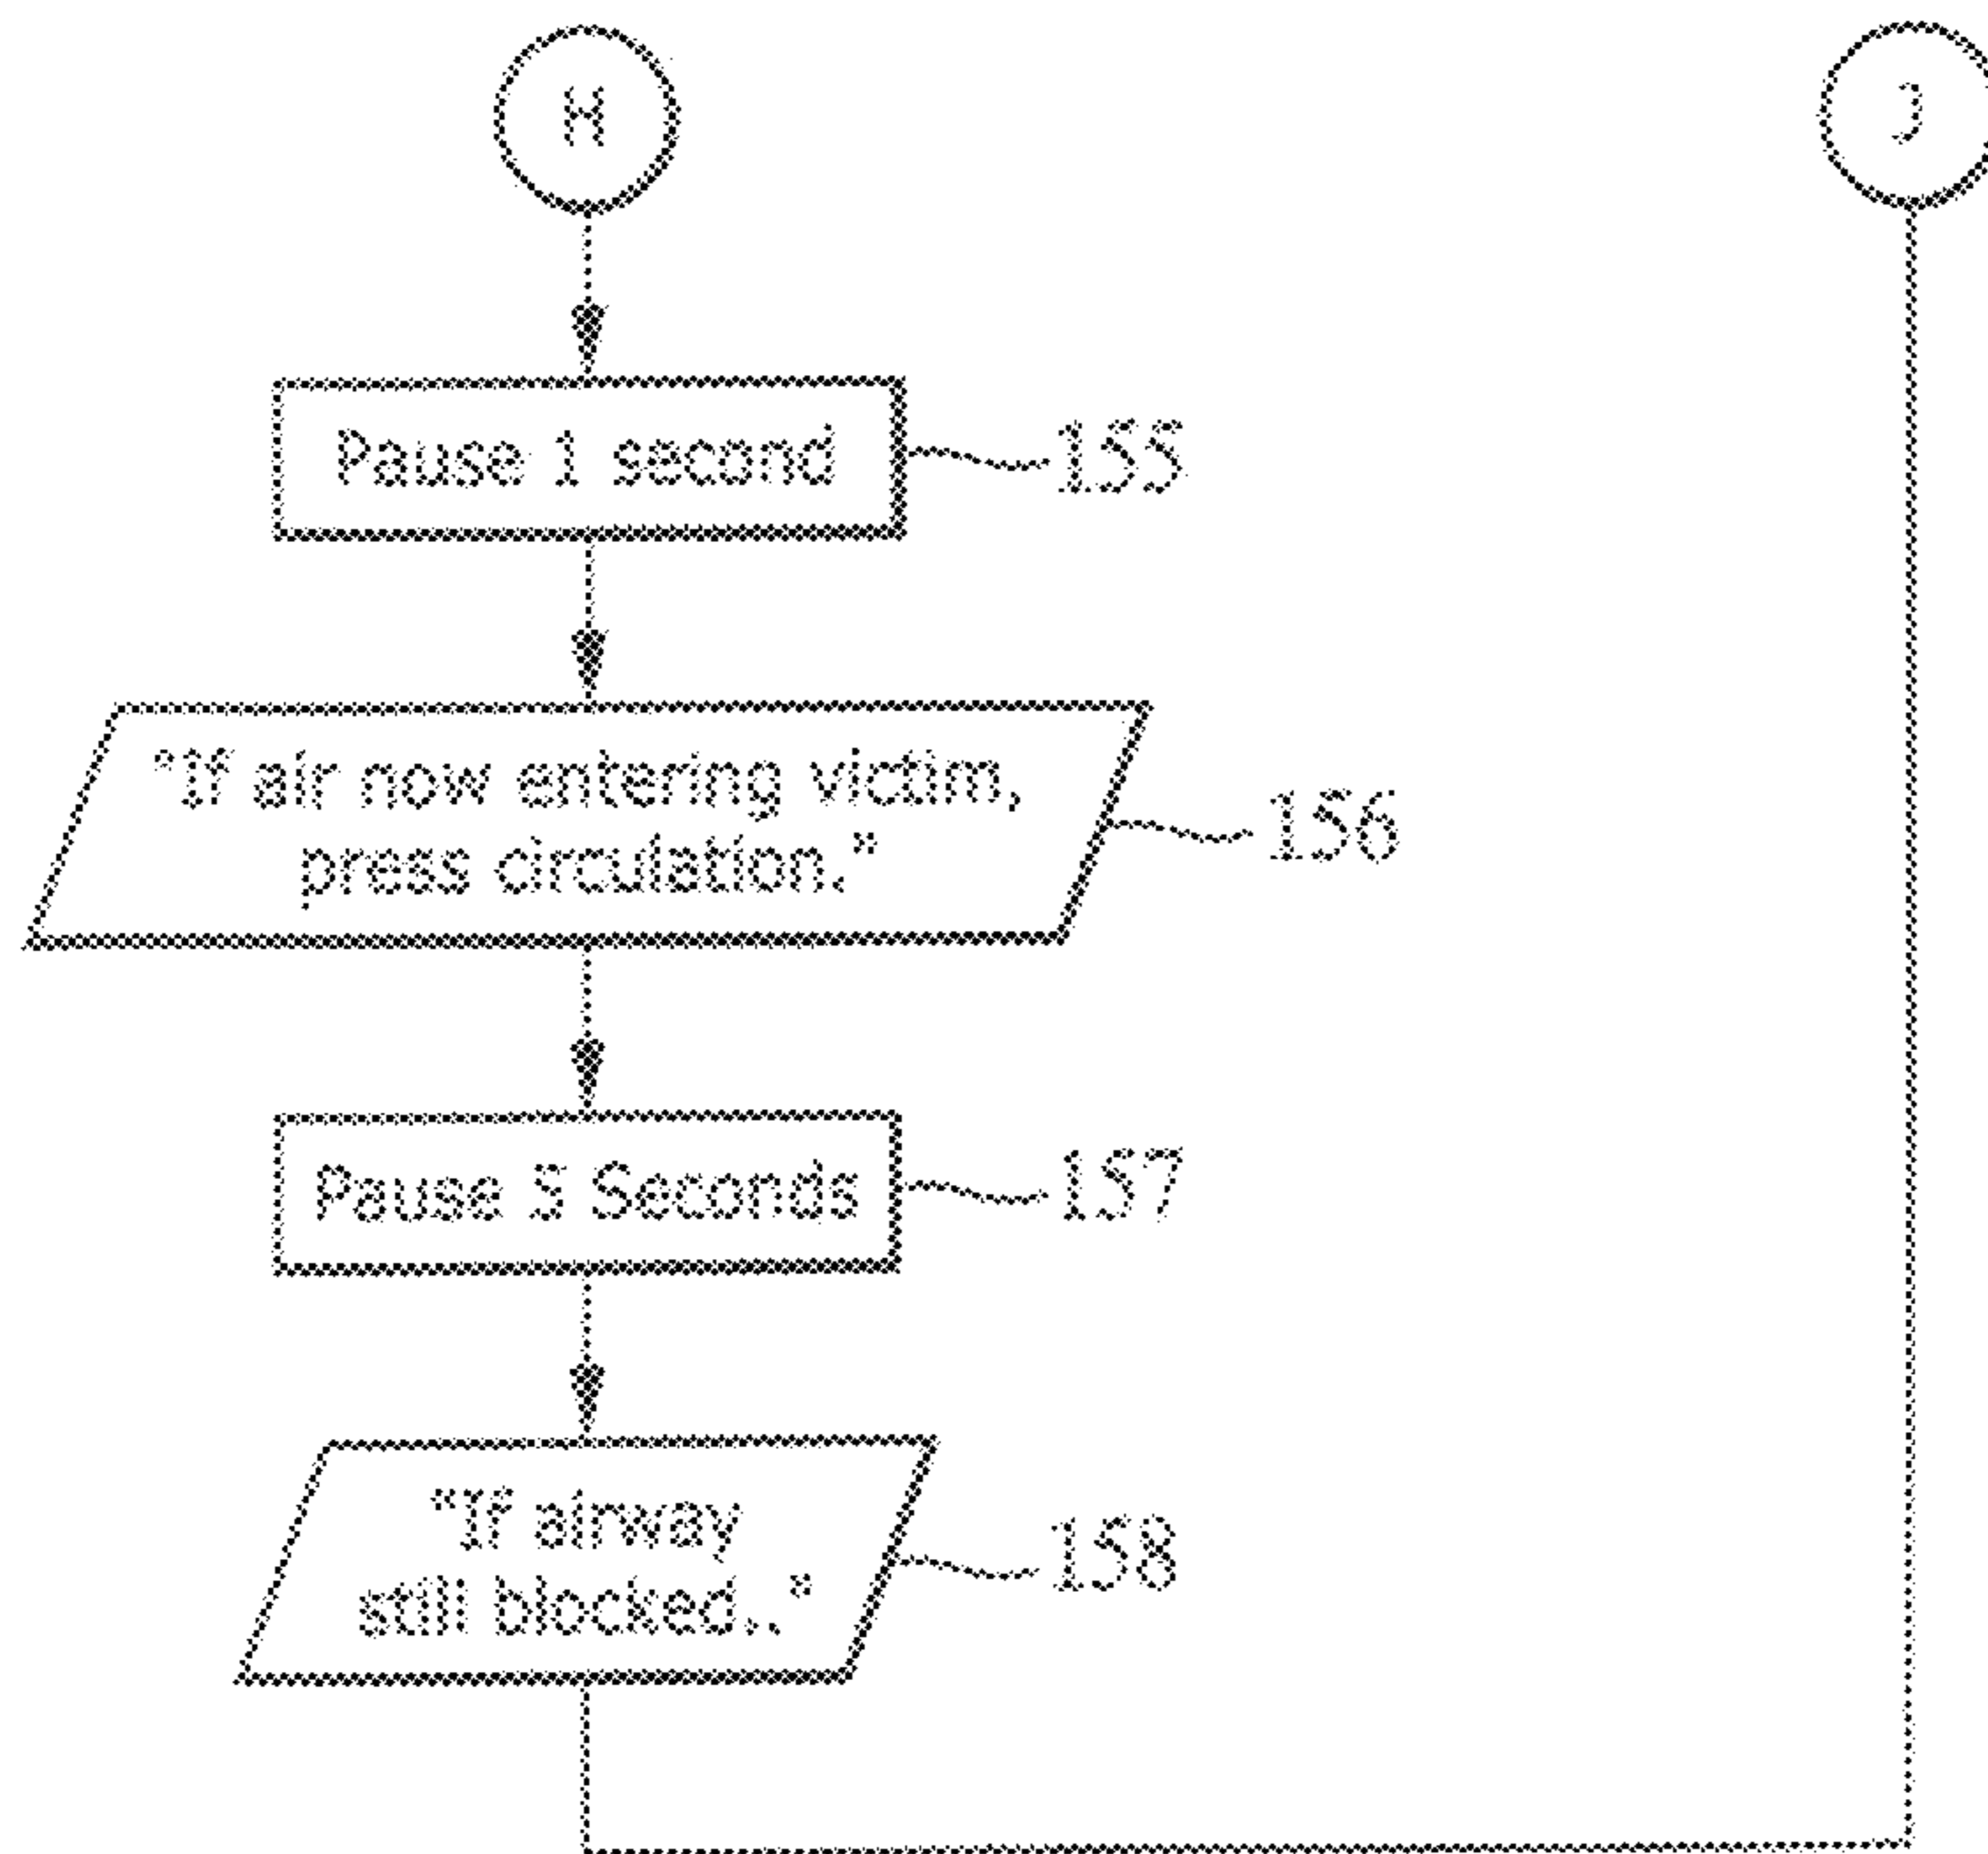 H
J
Pause 1 second
155
"If air now entering victim,
press circulation."
156
Pause 5 Seconds
157
"If airway
still blocked.."
158